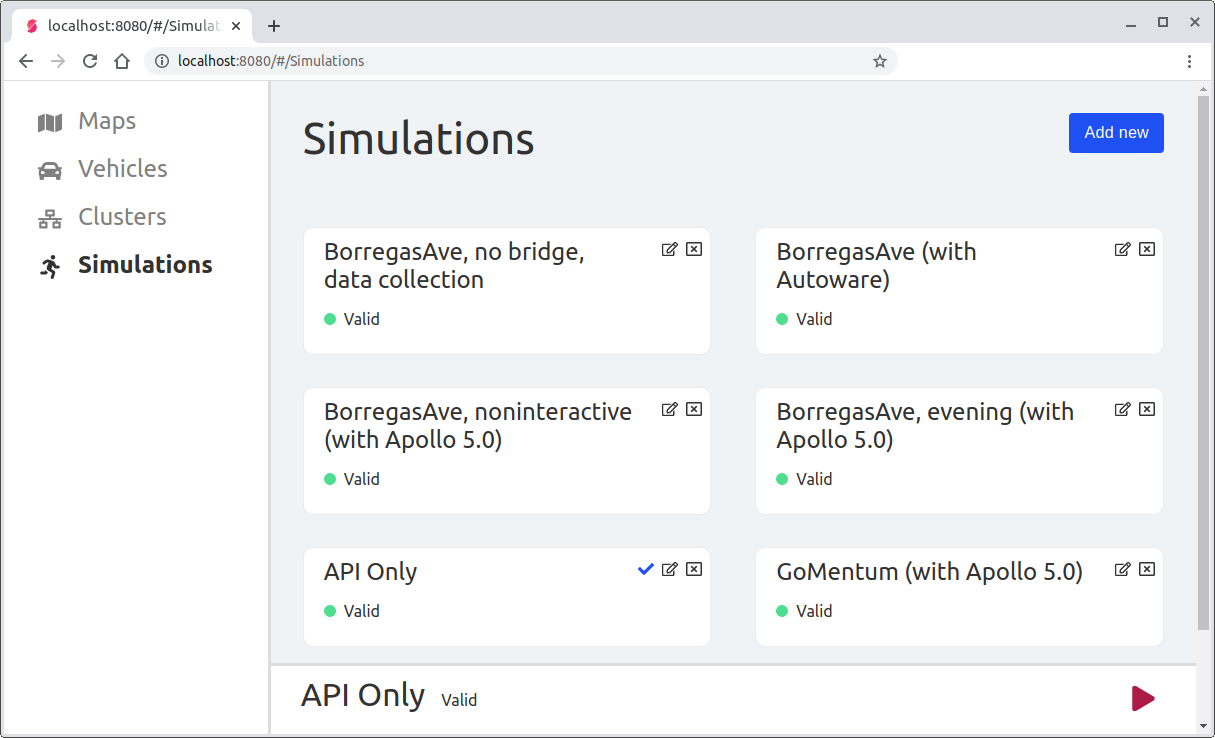 localhost:8080/#/Simulat
localhost:8080/#/Simulations
Maps
Vehicles
Clusters
Simulations
Simulations
Add new
BorregasAve, no bridge,
data collection
Valid
BorregasAve (with
Autoware)
Valid
BorregasAve, noninteractive
(with Apollo 5.0)
Valid
BorregasAve, evening (with
Apollo 5.0)
Valid
API Only
Valid
GoMentum (with Apollo 5.0)
Valid
API Only Valid